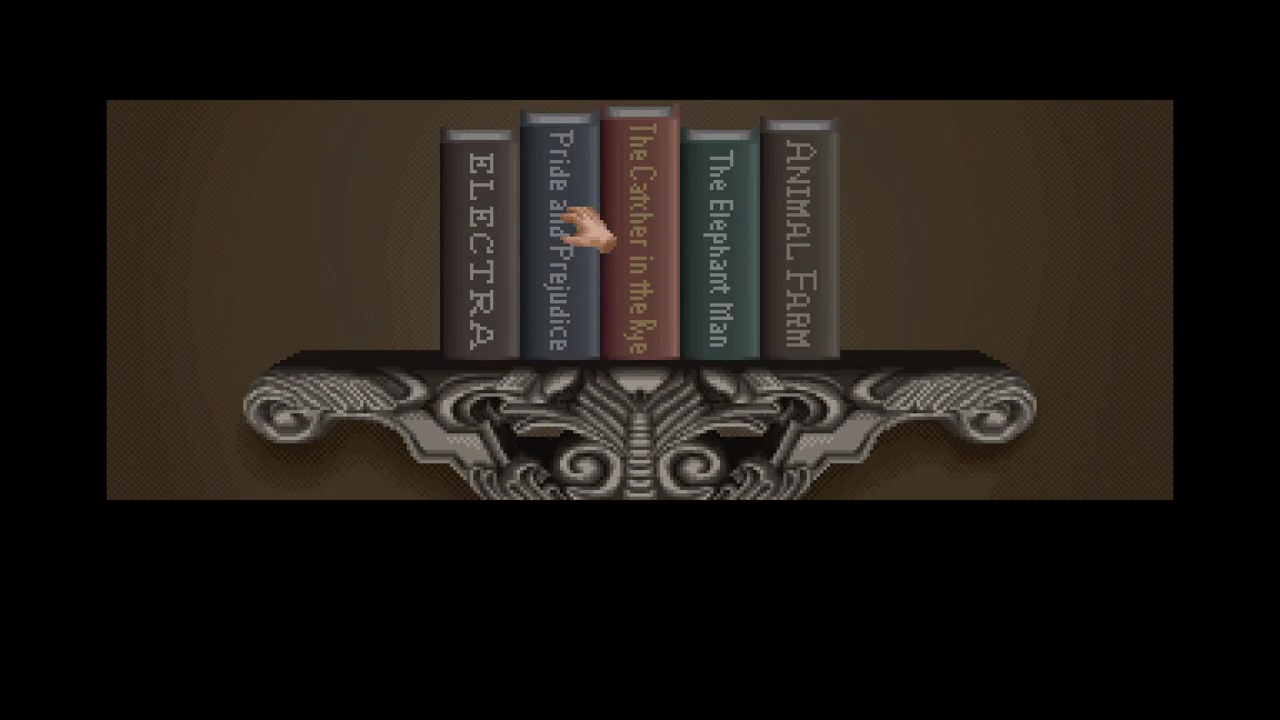 ELECTRA
Pride and Prejudice
The Catcher in the Rye
The Elephant Man
ANIMAL FARM